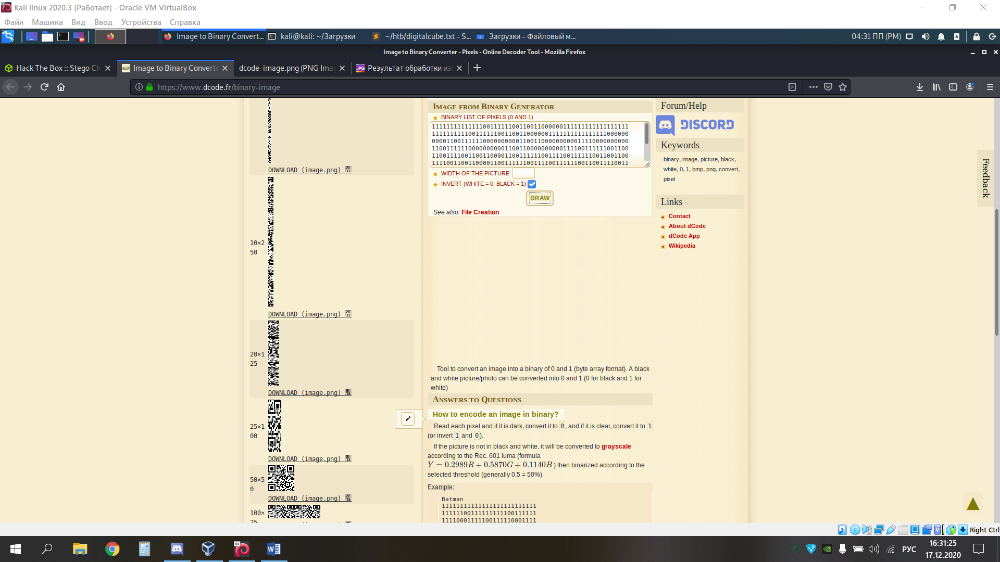 Kali linux 2020.3 [Работает] - Oracle VM VirtualBox
Файл Машина Вид Ввод Устройства Справка
Image to Binary Convert... kali@kali: ~/Загрузки ~/htb/digitalcube.txt - S... Загрузки - Файловый м... 04:31 ПП (PM)
Image to Binary Converter - Pixels - Online Decoder Tool - Mozilla Firefox
Hack The Box :: Stego Ch Image to Binary Converte dcode-image.png (PNG Imag JPG Результат обработки изо
https://www.dcode.fr/binary-image
DOWNLOAD (image.png)
10×2
50
DOWNLOAD (image.png)
20×1
25
DOWNLOAD (image.png)
25×1
00
DOWNLOAD (image.png)
50×5
0
DOWNLOAD (image.png)
100×
25
IMAGE FROM BINARY GENERATOR
BINARY LIST OF PIXELS (0 AND 1)
WIDTH OF THE PICTURE
INVERT (WHITE = 0, BLACK = 1)
DRAW
See also: File Creation
Tool to convert an image into a binary of 0 and 1 (byte array format). A black
and white picture/photo can be converted into 0 and 1 (0 for black and 1 for
white)
ANSWERS TO QUESTIONS
How to encode an image in binary?
Read each pixel and if it is dark, convert it to 0, and if it is clear, convert it to 1
(or invert 1 and 0).
If the picture is not in black and white, it will be converted to grayscale
according to the Rec. 601 luma (formula
Y = 0.2989R + 0.5870G + 0.1140B) then binarized according to the
selected threshold (generally 0.5 = 50%)
Example:
Batman
Forum/Help
DISCORD
Keywords
binary, image, picture, black,
white, 0, 1, bmp, png, convert,
pixel
Links
Contact
About dCode
dCode App
Wikipedia
Feedback
Right Ctrl
РУС
16:31:25
17.12.2020